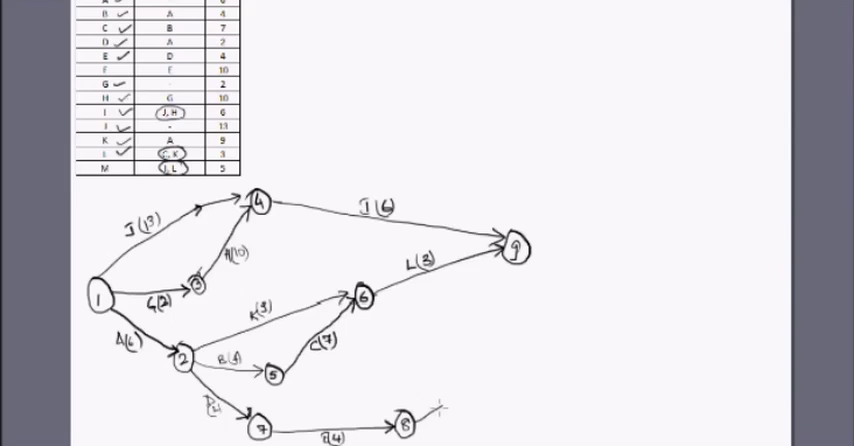 B A 4
C B 7
D A 2
E D 4
F E 10
G - 2
H G 10
I J, H 6
J - 13
K A 9
L C, K 3
M I, L 5
J(13)
4
I(6)
9
H(10)
3
L(3)
1
G(2)
6
A(6)
2
B(4)
C(7)
5
7
E(4)
8